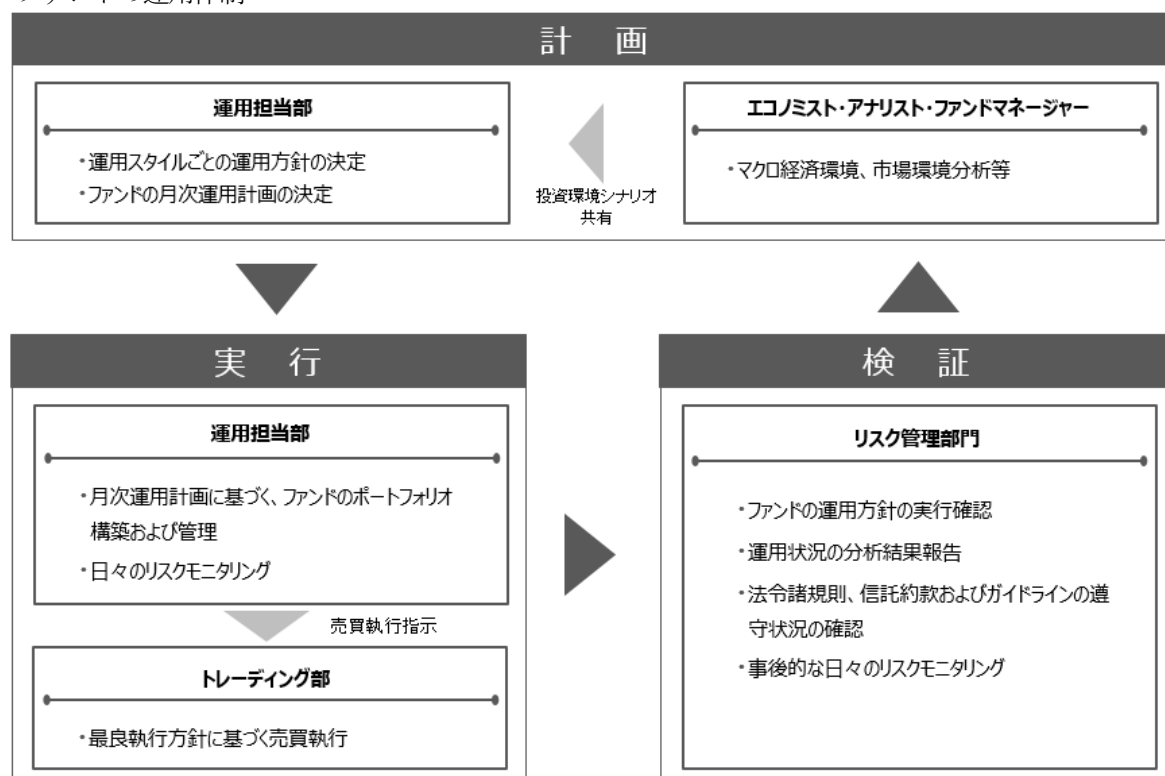 計 画
運用担当部
・運用スタイルごとの運用方針の決定
・ファンドの月次運用計画の決定
投資環境シナリオ
共有
エコノミスト・アナリスト・ファンドマネージャー
・マクロ経済環境、市場環境分析等
実 行
運用担当部
・月次運用計画に基づく、ファンドのポートフォリオ
構築および管理
・日々のリスクモニタリング
売買執行指示
トレーディング部
・最良執行方針に基づく売買執行
検 証
リスク管理部門
・ファンドの運用方針の実行確認
・運用状況の分析結果報告
・法令諸規則、信託約款およびガイドラインの遵
守状況の確認
・事後的な日々のリスクモニタリング